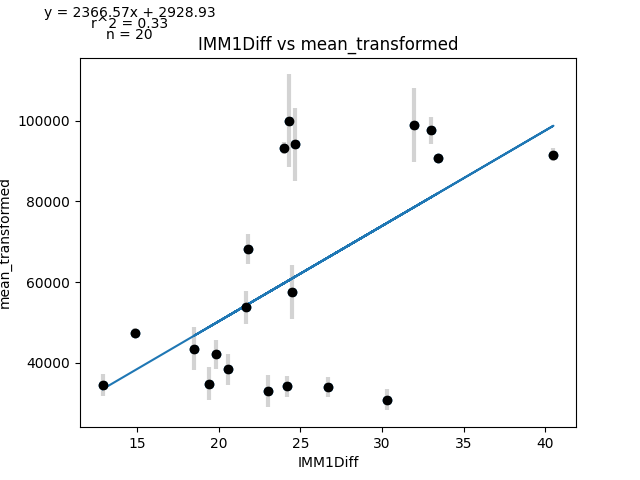 y = 2366.57x + 2928.93
r^2 = 0.33
n = 20
IMM1Diff vs mean_transformed
mean_transformed
100000
80000
60000
40000
15 20 25 30 35 40
IMM1Diff